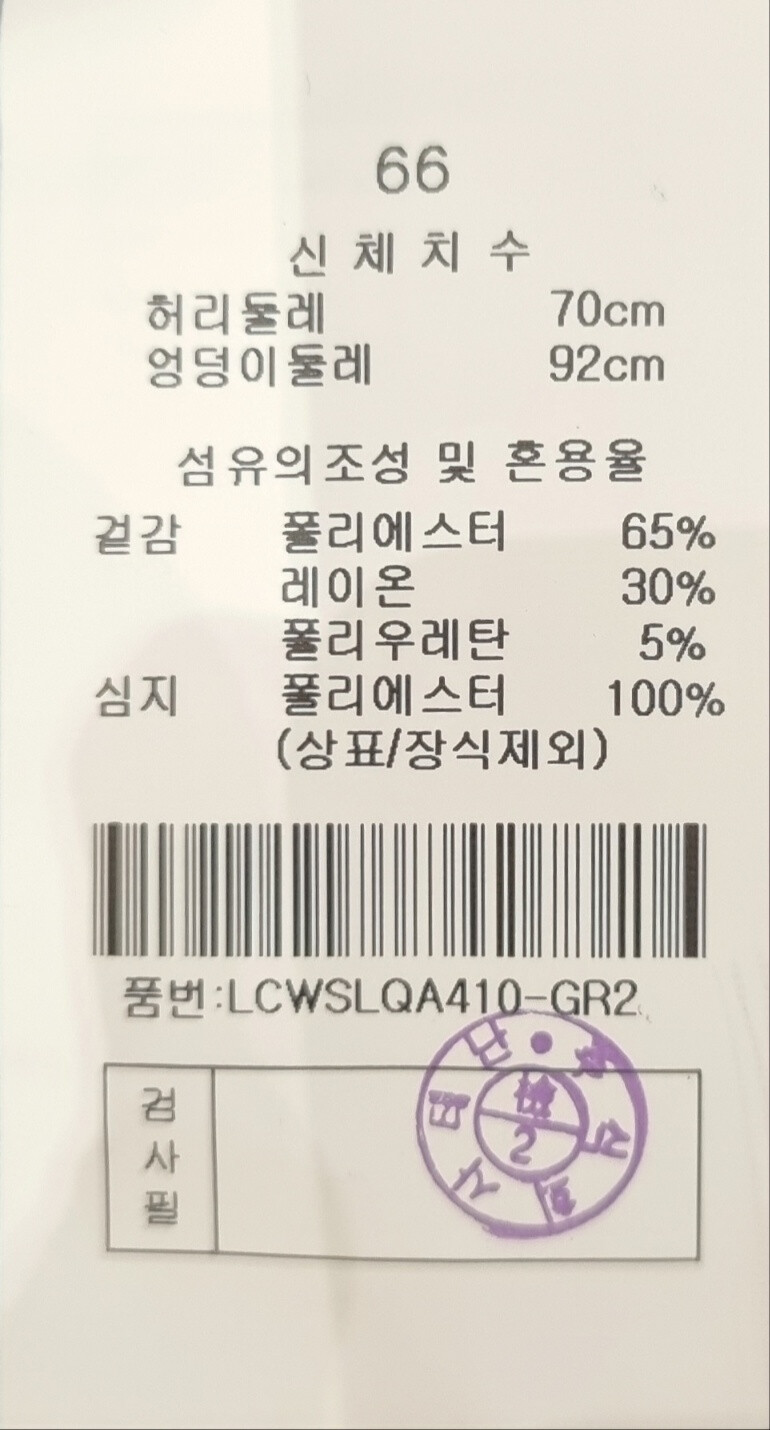 66
신체치수
허리둘레 70cm
엉덩이둘레 92cm
섬유의조성 및 혼용율
겉감 폴리에스터 65%
레이온 30%
폴리우레탄 5%
심지 폴리에스터 100%
(상표/장식제외)
품번:LCWSLQA410-GR2
검사필
檢
2